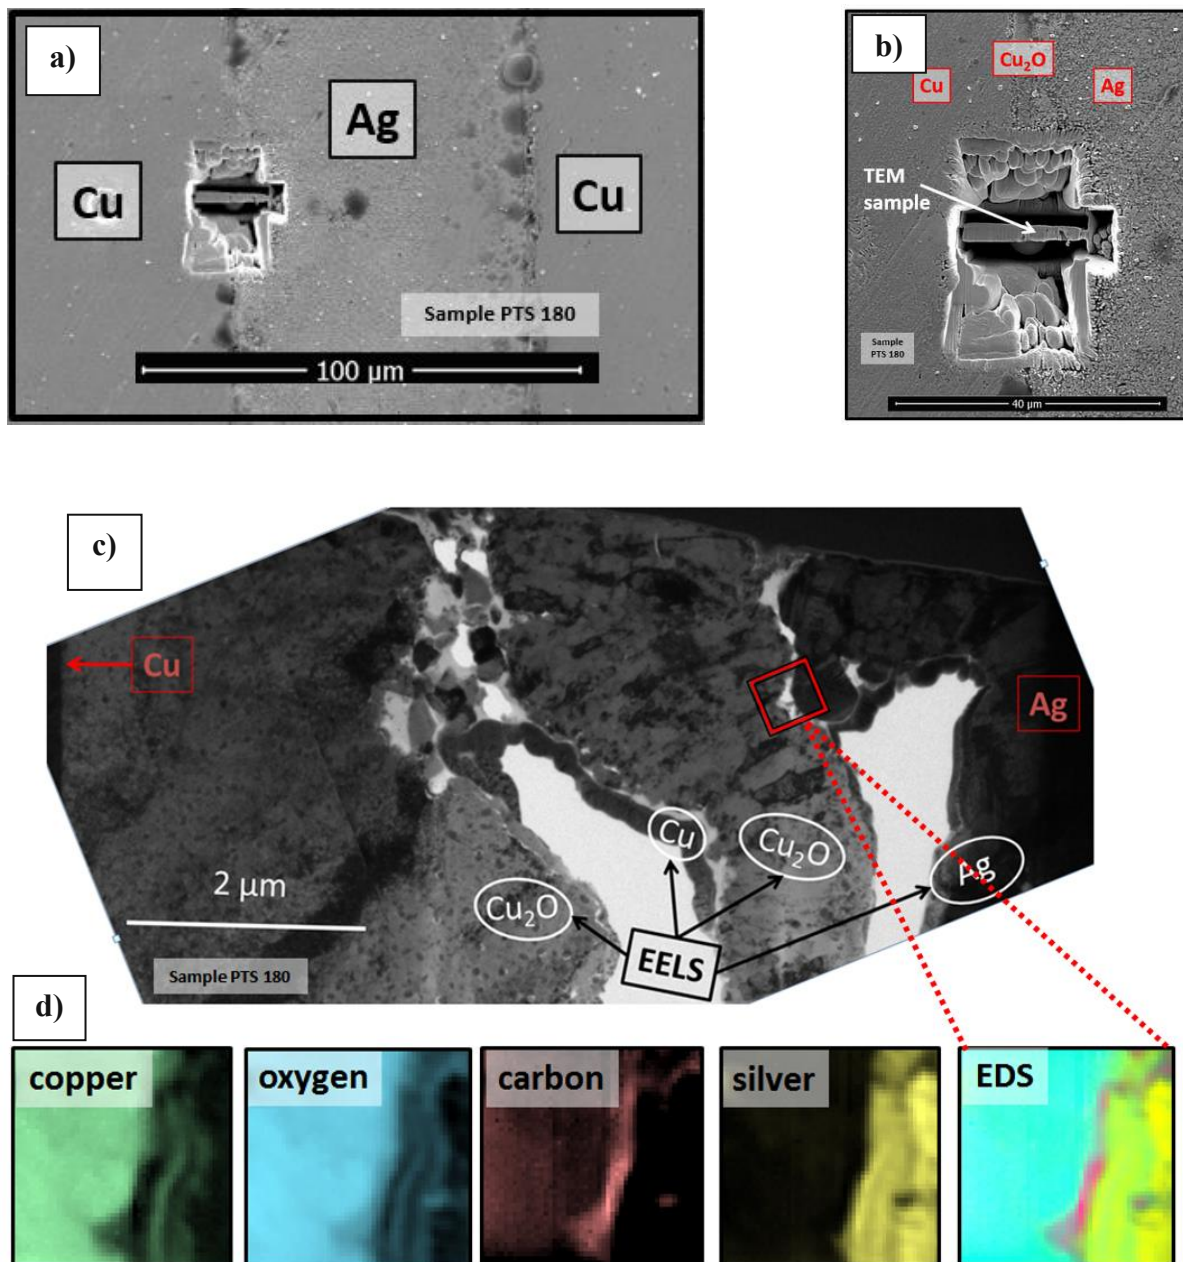 a)
Ag
Cu
Cu
Sample PTS 180
100 µm
b)
Cu₂O
Cu
Ag
TEM
sample
Sample
PTS 180
40 µm
c)
Cu
Ag
Cu
Cu₂O
Ag
2 µm
Cu₂O
EELS
Sample PTS 180
d)
copper
oxygen
carbon
silver
EDS